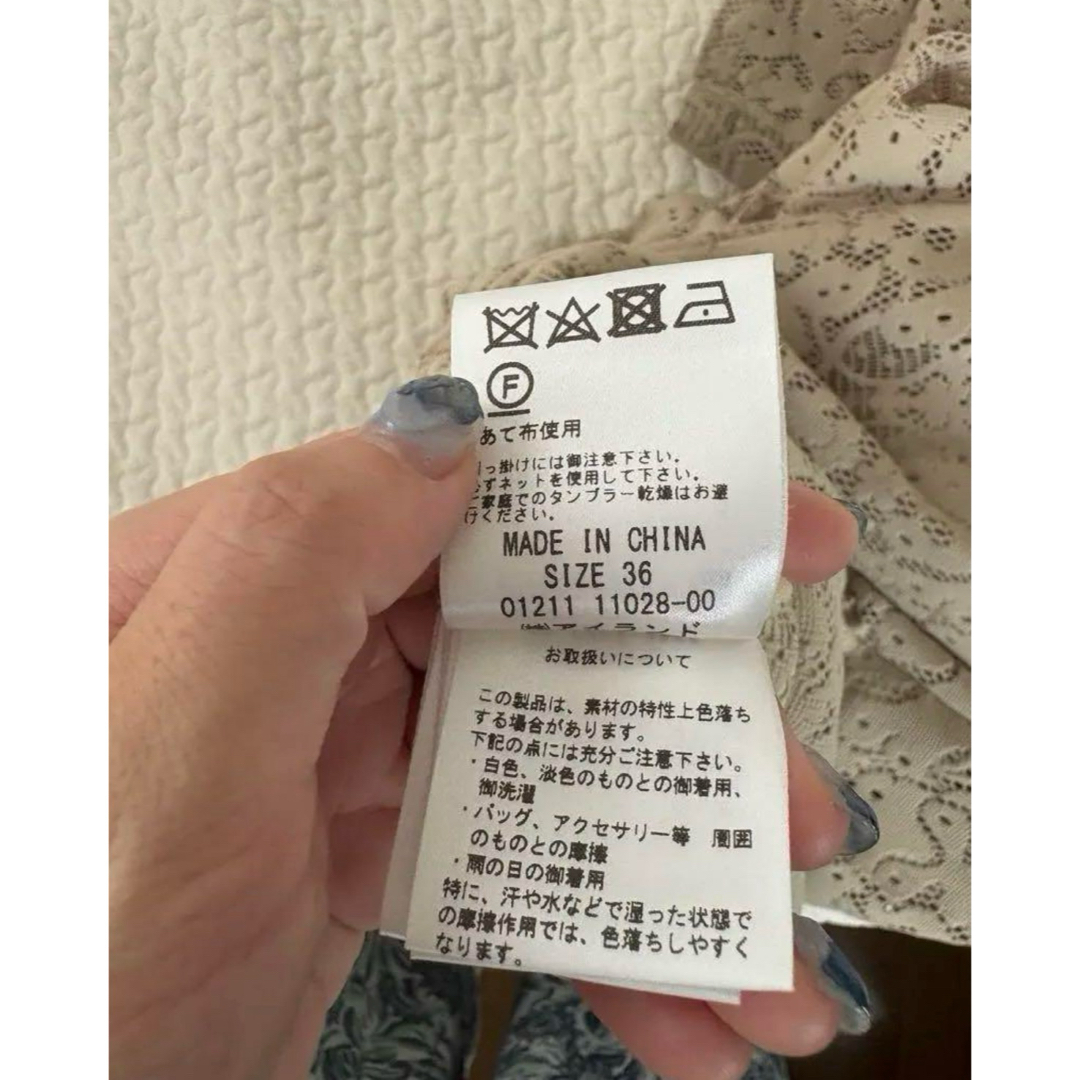 F
あて布使用
っ掛けには御注意下さい。
ずネットを使用して下さい。
ご家庭でのタンブラー乾燥はお避
けください。
MADE IN CHINA
SIZE 36
01211 11028-00
㈱アイランド
お取扱いについて
この製品は、素材の特性上色落ち
する場合があります。
下記の点には充分ご注意下さい。
・白色、淡色のものとの御着用、
御洗濯
・バッグ、アクセサリー等 周囲
のものとの摩擦
・雨の日の御着用
特に、汗や水などで湿った状態で
の摩擦作用では、色落ちしやすく
なります。